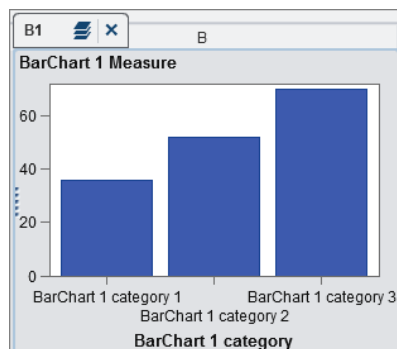 B1
B
BarChart 1 Measure
60
40
20
0
BarChart 1 category 1
BarChart 1 category 2
BarChart 1 category 3
BarChart 1 category